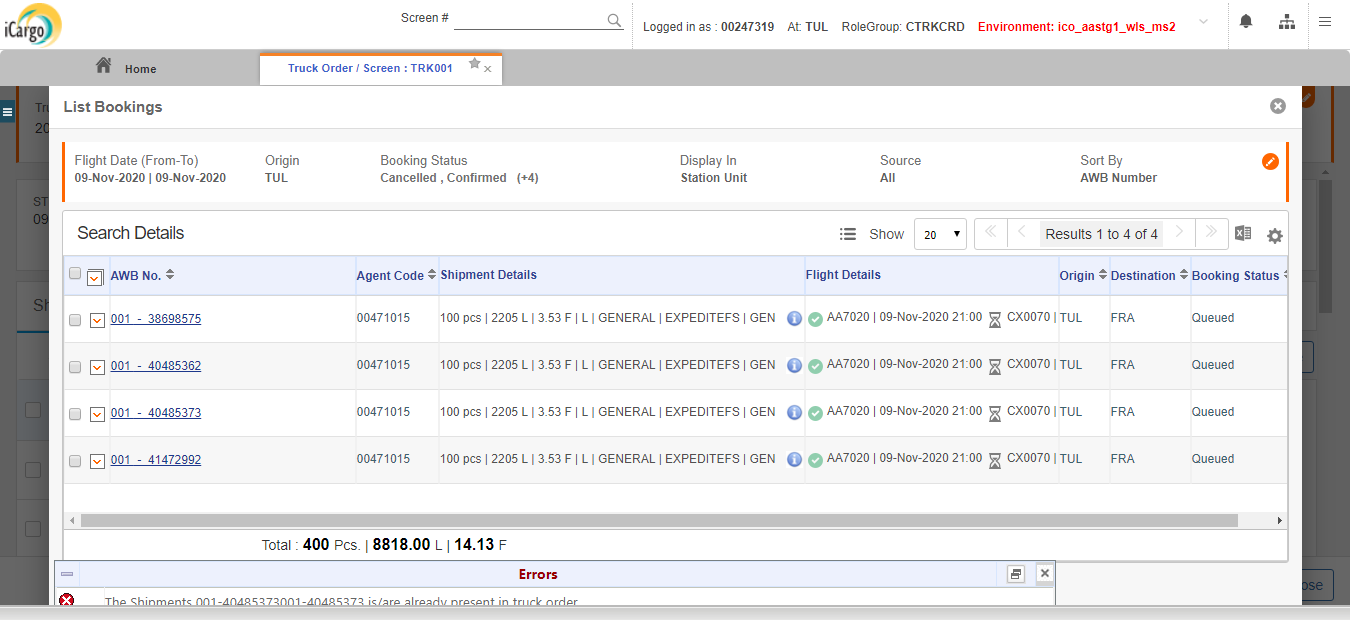 iCargo
Screen #
Logged in as : 00247319 At: TUL RoleGroup: CTRKCRD Environment: ico_aastg1_wls_ms2
Home
Truck Order / Screen : TRK001
List Bookings
Flight Date (From-To) Origin Booking Status Display In Source Sort By
09-Nov-2020 | 09-Nov-2020 TUL Cancelled , Confirmed (+4) Station Unit All AWB Number
Search Details Show 20 Results 1 to 4 of 4
AWB No. Agent Code Shipment Details Flight Details Origin Destination Booking Status
001 - 38698575 00471015 100 pcs | 2205 L | 3.53 F | L | GENERAL | EXPEDITEFS | GEN AA7020 | 09-Nov-2020 21:00 CX0070 | TUL FRA Queued
001 - 40485362 00471015 100 pcs | 2205 L | 3.53 F | L | GENERAL | EXPEDITEFS | GEN AA7020 | 09-Nov-2020 21:00 CX0070 | TUL FRA Queued
001 - 40485373 00471015 100 pcs | 2205 L | 3.53 F | L | GENERAL | EXPEDITEFS | GEN AA7020 | 09-Nov-2020 21:00 CX0070 | TUL FRA Queued
001 - 41472992 00471015 100 pcs | 2205 L | 3.53 F | L | GENERAL | EXPEDITEFS | GEN AA7020 | 09-Nov-2020 21:00 CX0070 | TUL FRA Queued
Total : 400 Pcs. | 8818.00 L | 14.13 F
Errors
The Shipments 001-40485373001-40485373 is/are already present in truck order